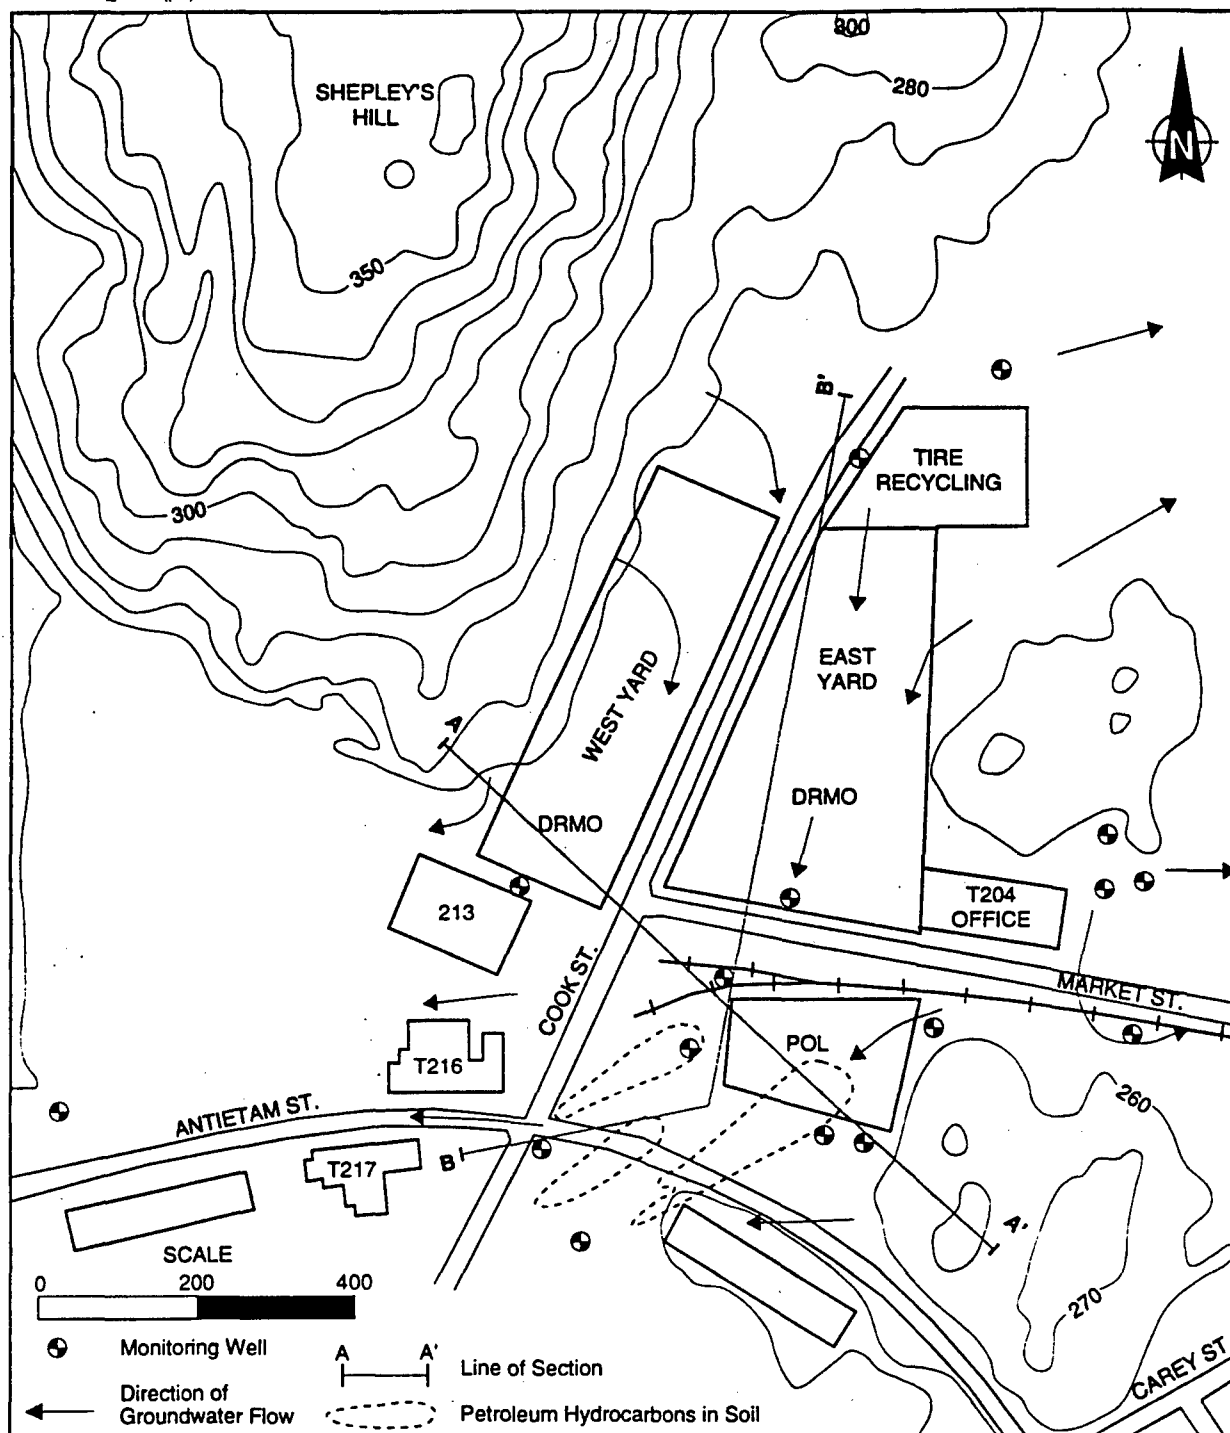 300
280
SHEPLEY'S
HILL
N
350
B'
TIRE
RECYCLING
300
EAST
YARD
WEST YARD
A
DRMO
DRMO
213
T204
OFFICE
COOK ST.
MARKET ST.
POL
T216
260
ANTIETAM ST.
T217
B
A'
SCALE
0 200 400
270
Monitoring Well
A A'
Line of Section
Direction of
Groundwater Flow
Petroleum Hydrocarbons in Soil
CAREY ST